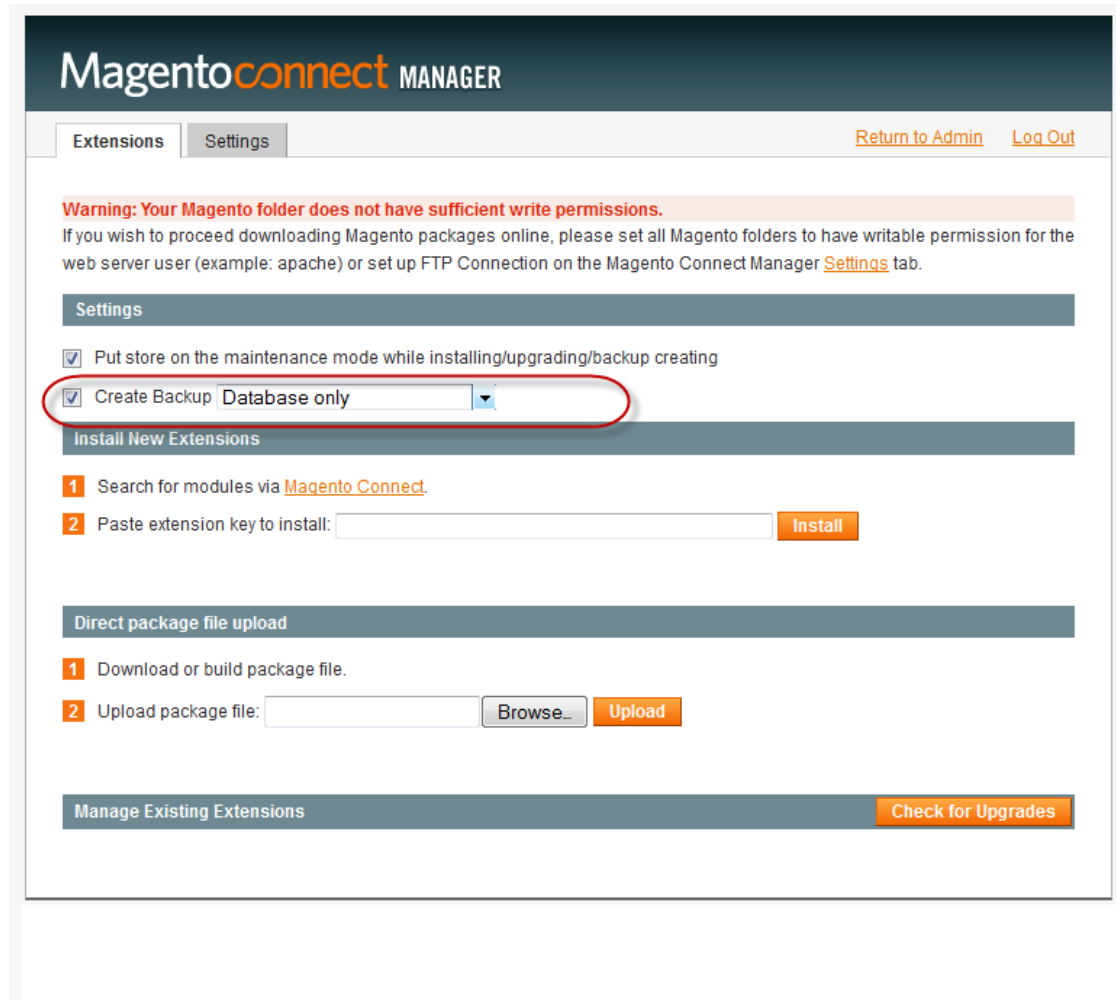 Magentoconnect MANAGER
Extensions Settings Return to Admin Log Out
Warning: Your Magento folder does not have sufficient write permissions.
If you wish to proceed downloading Magento packages online, please set all Magento folders to have writable permission for the
web server user (example: apache) or set up FTP Connection on the Magento Connect Manager Settings tab.
Settings
Put store on the maintenance mode while installing/upgrading/backup creating
Create Backup Database only
Install New Extensions
1 Search for modules via Magento Connect.
2 Paste extension key to install: Install
Direct package file upload
1 Download or build package file.
2 Upload package file: Browse... Upload
Manage Existing Extensions Check for Upgrades